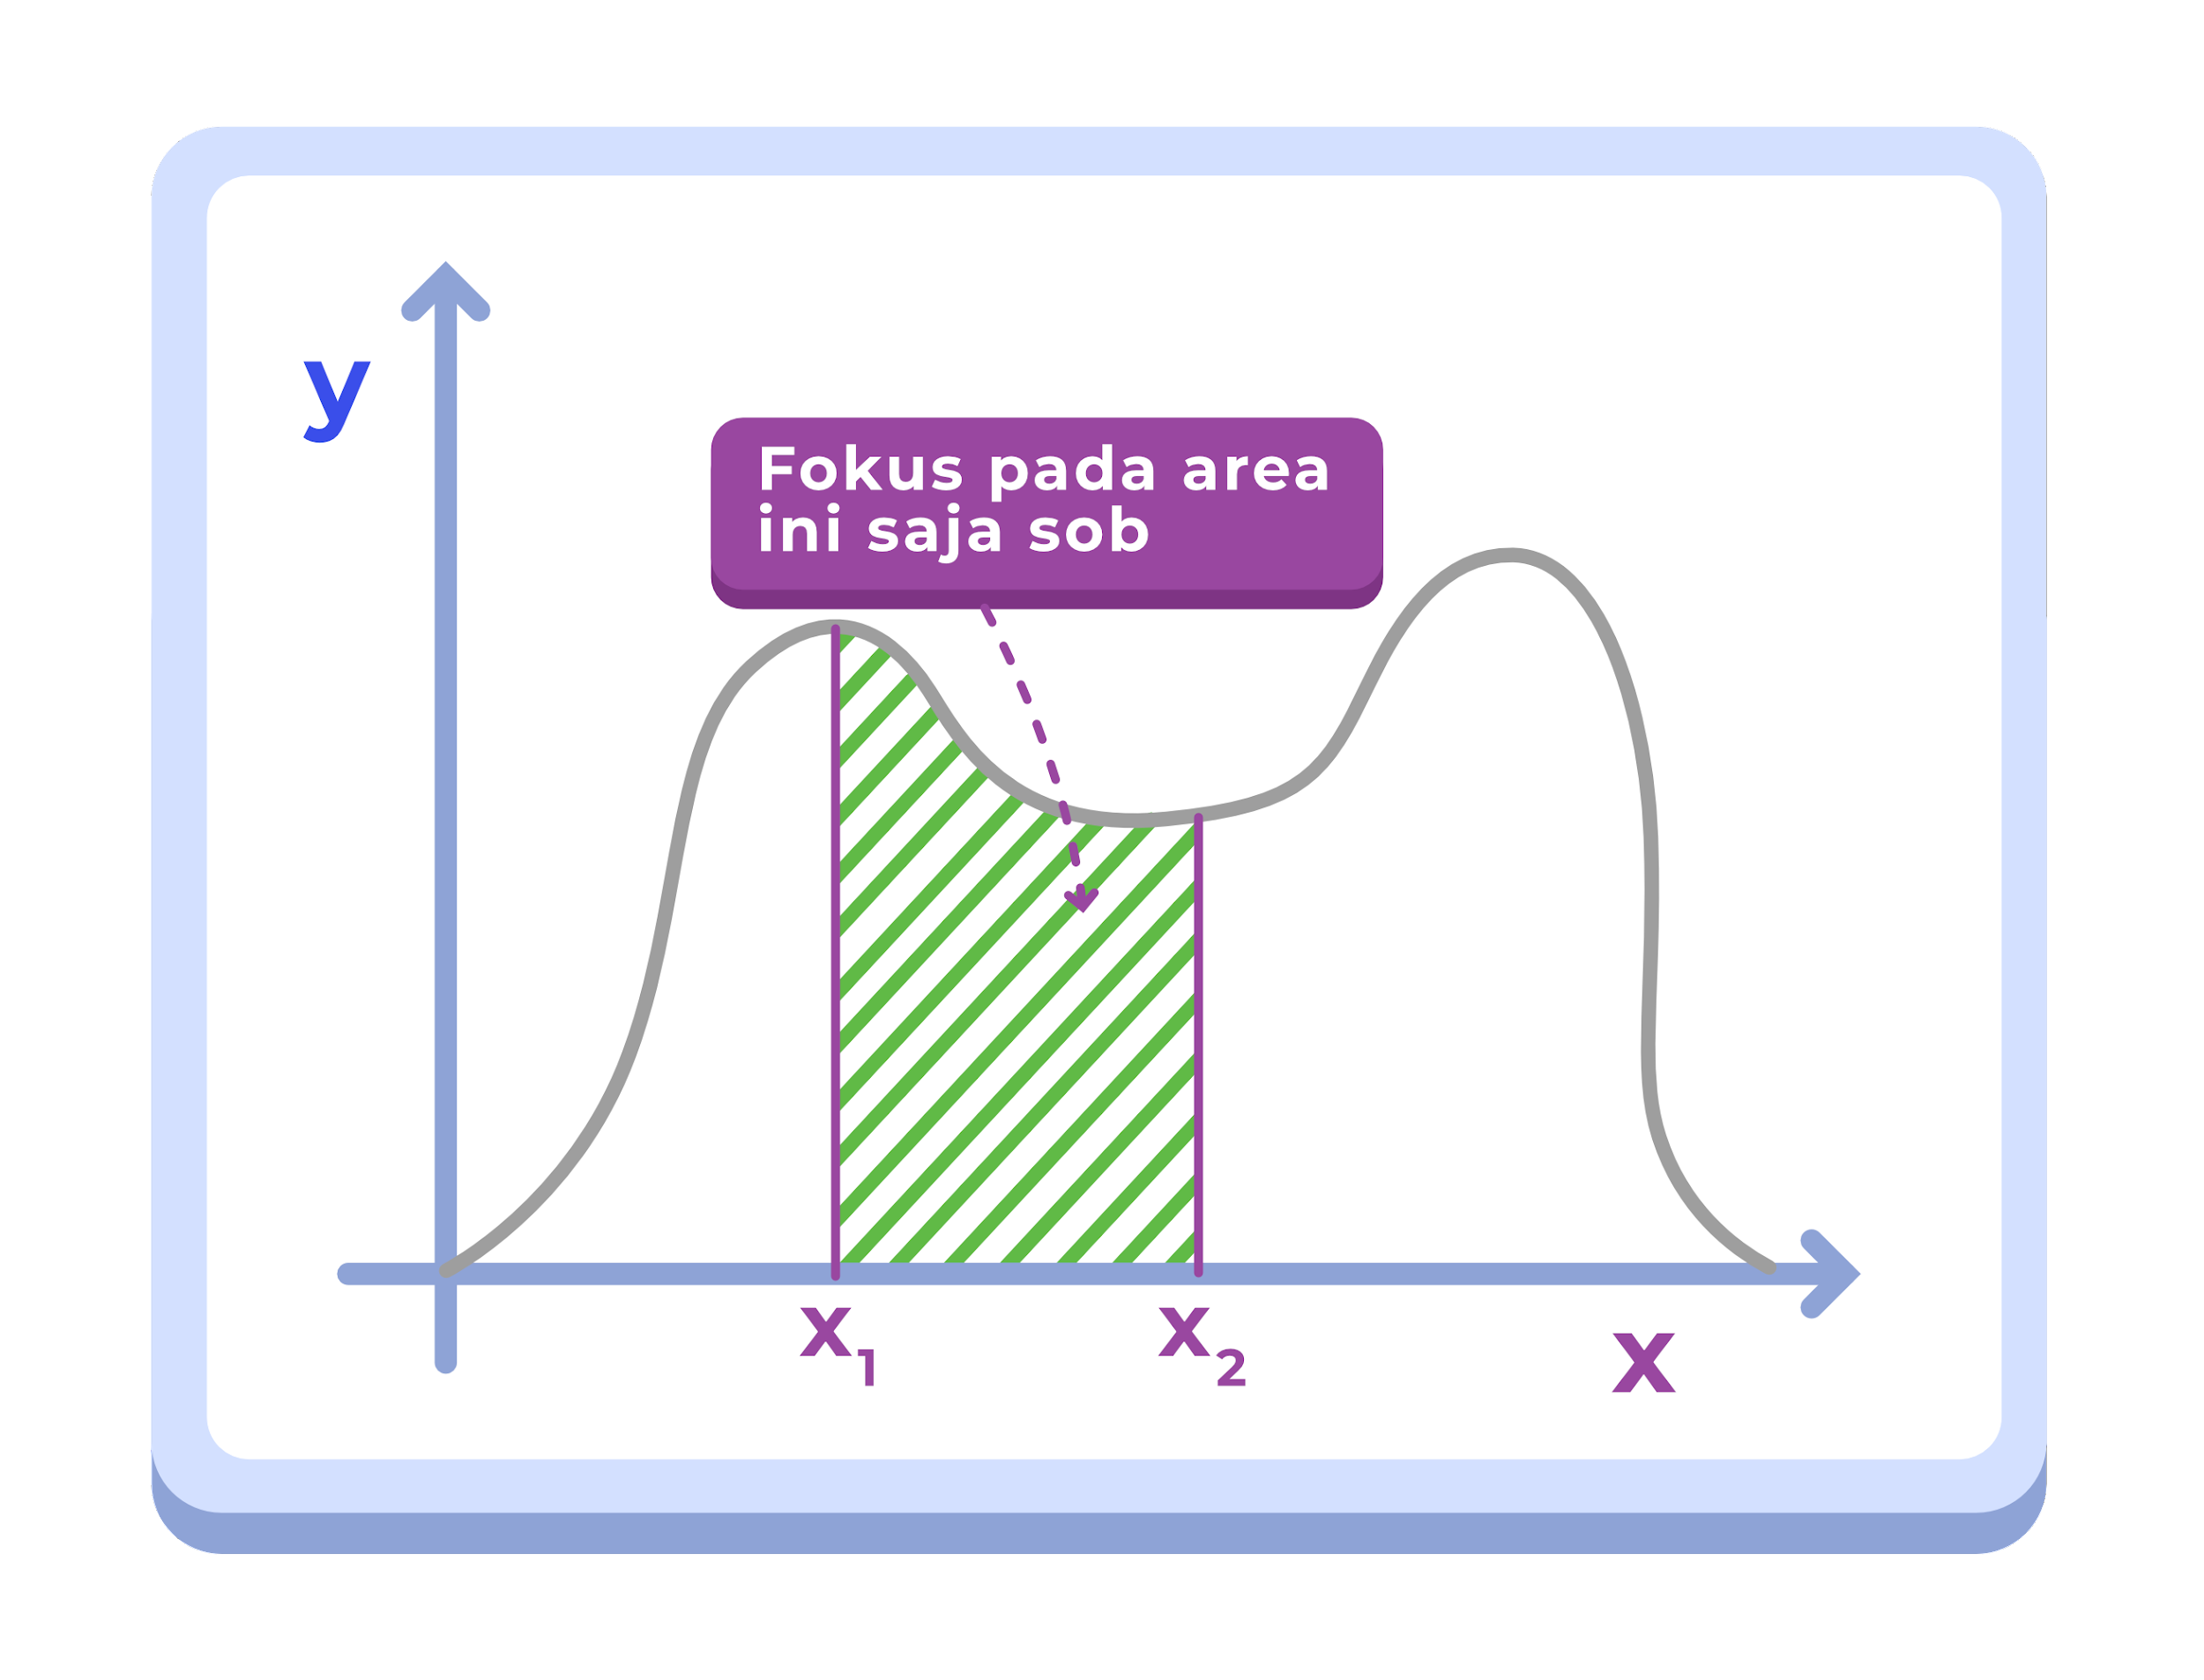 y
Fokus pada area
ini saja sob
x₁
x₂
x